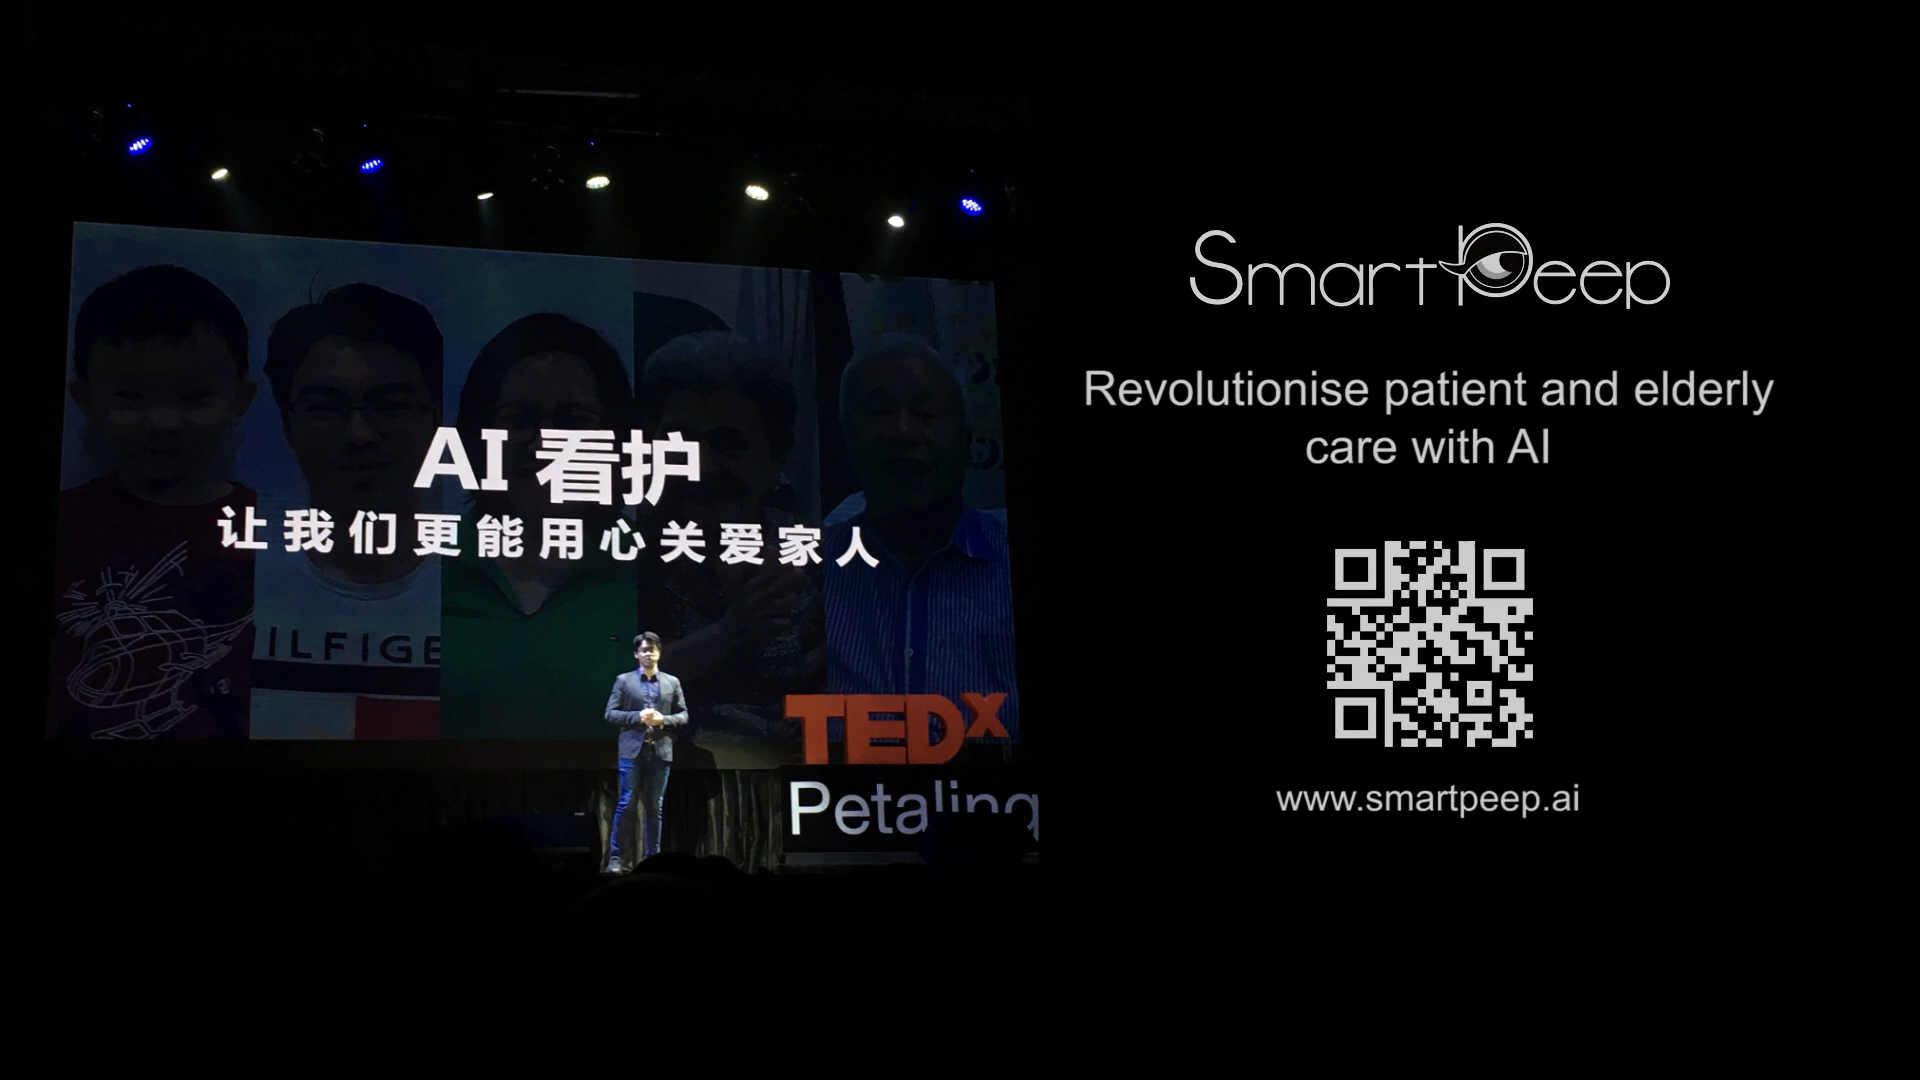 AI 看护
让我们更能用心关爱家人
ILFIGE
TEDx
Petaling
SmartPeep
Revolutionise patient and elderly
care with AI
www.smartpeep.ai